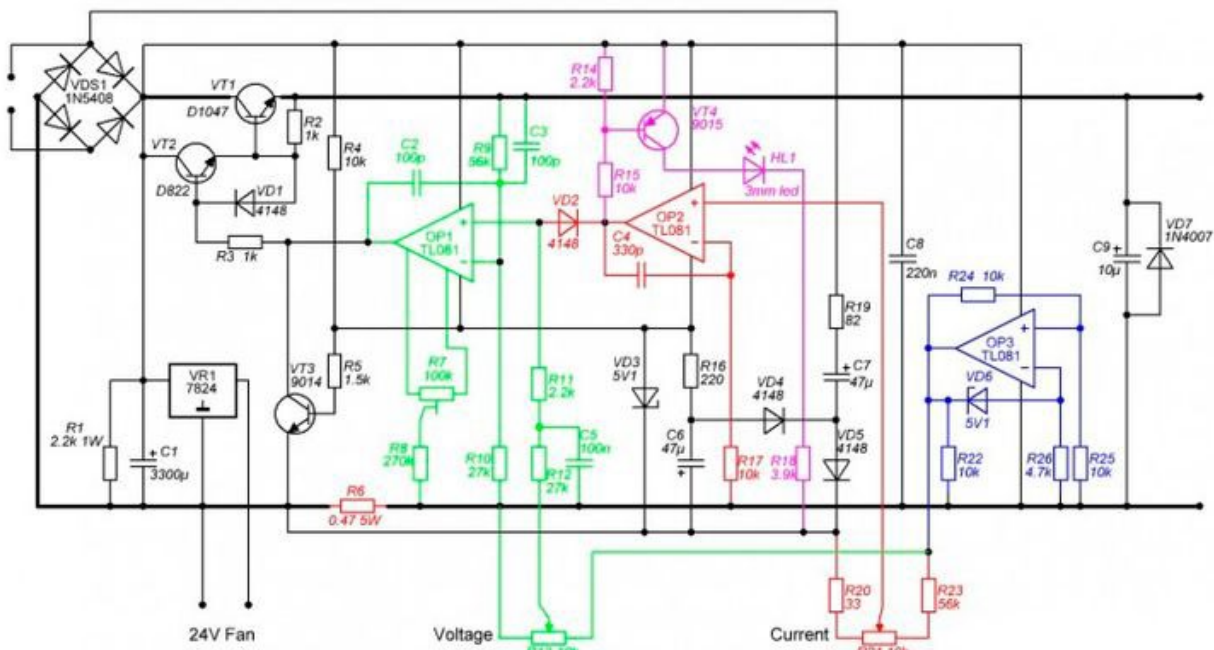 VDS1
1N5408
VT1
D1047
R2
1k
VT2
D822
VD1
4148
R3 1k
R4
10k
C2
100p
R9
56k
C3
100p
R14
2.2k
VT4
9015
R15
10k
HL1
3mm led
VD2
4148
OP1
TL081
OP2
TL081
C4
330p
C8
220n
C9
10µ
VD7
1N4007
R24 10k
R19
82
OP3
TL081
VT3
9014
R5
1.5k
R7
100k
VD3
5V1
R16
220
VD4
4148
C7
47µ
VD6
5V1
VR1
7824
R1
2.2k 1W
C1
3300µ
R11
2.2k
C5
100n
R8
270k
R10
27k
R12
27k
C6
47µ
R17
10k
R18
3.9k
VD5
4148
R22
10k
R26
4.7k
R25
10k
R6
0.47 5W
R20
33
R23
56k
24V Fan
Voltage
Current